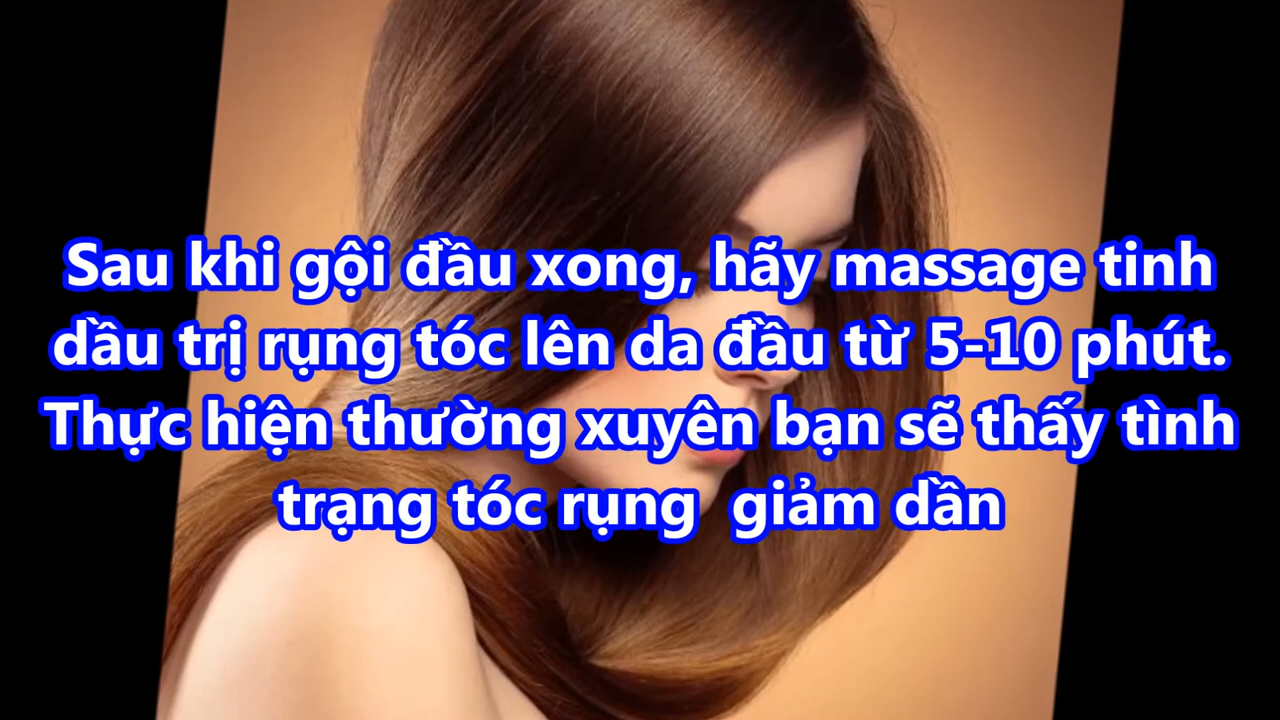 Sau khi gội đầu xong, hãy massage tinh
dầu trị rụng tóc lên da đầu từ 5-10 phút.
Thực hiện thường xuyên bạn sẽ thấy tình
trạng tóc rụng  giảm dần